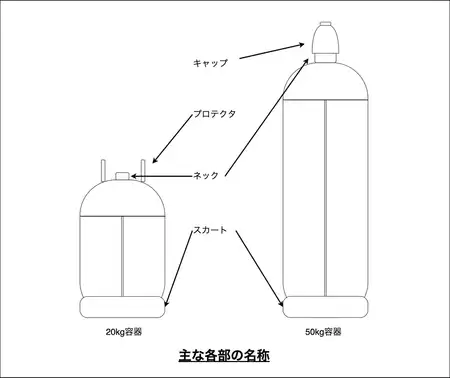 キャップ
プロテクタ
ネック
スカート
20kg容器
50kg容器
主な各部の名称